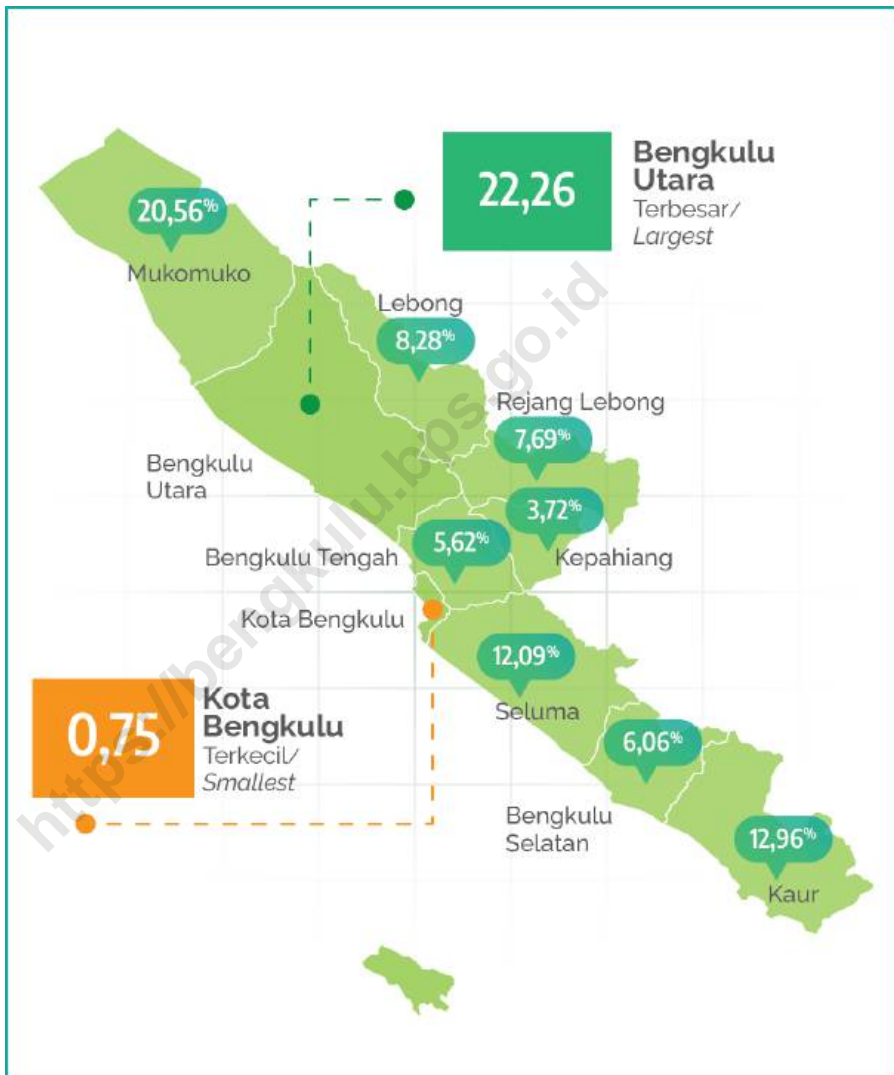 22,26
Bengkulu
Utara
Terbesar/
Largest
20,56%
Mukomuko
Lebong
8,28%
Rejang Lebong
7,69%
Bengkulu
Utara
3,72%
Kepahiang
5,62%
Bengkulu Tengah
Kota Bengkulu
12,09%
Seluma
0,75
Kota
Bengkulu
Terkecil/
Smallest
6,06%
Bengkulu
Selatan
12,96%
Kaur
https://bengkulu.bps.go.id